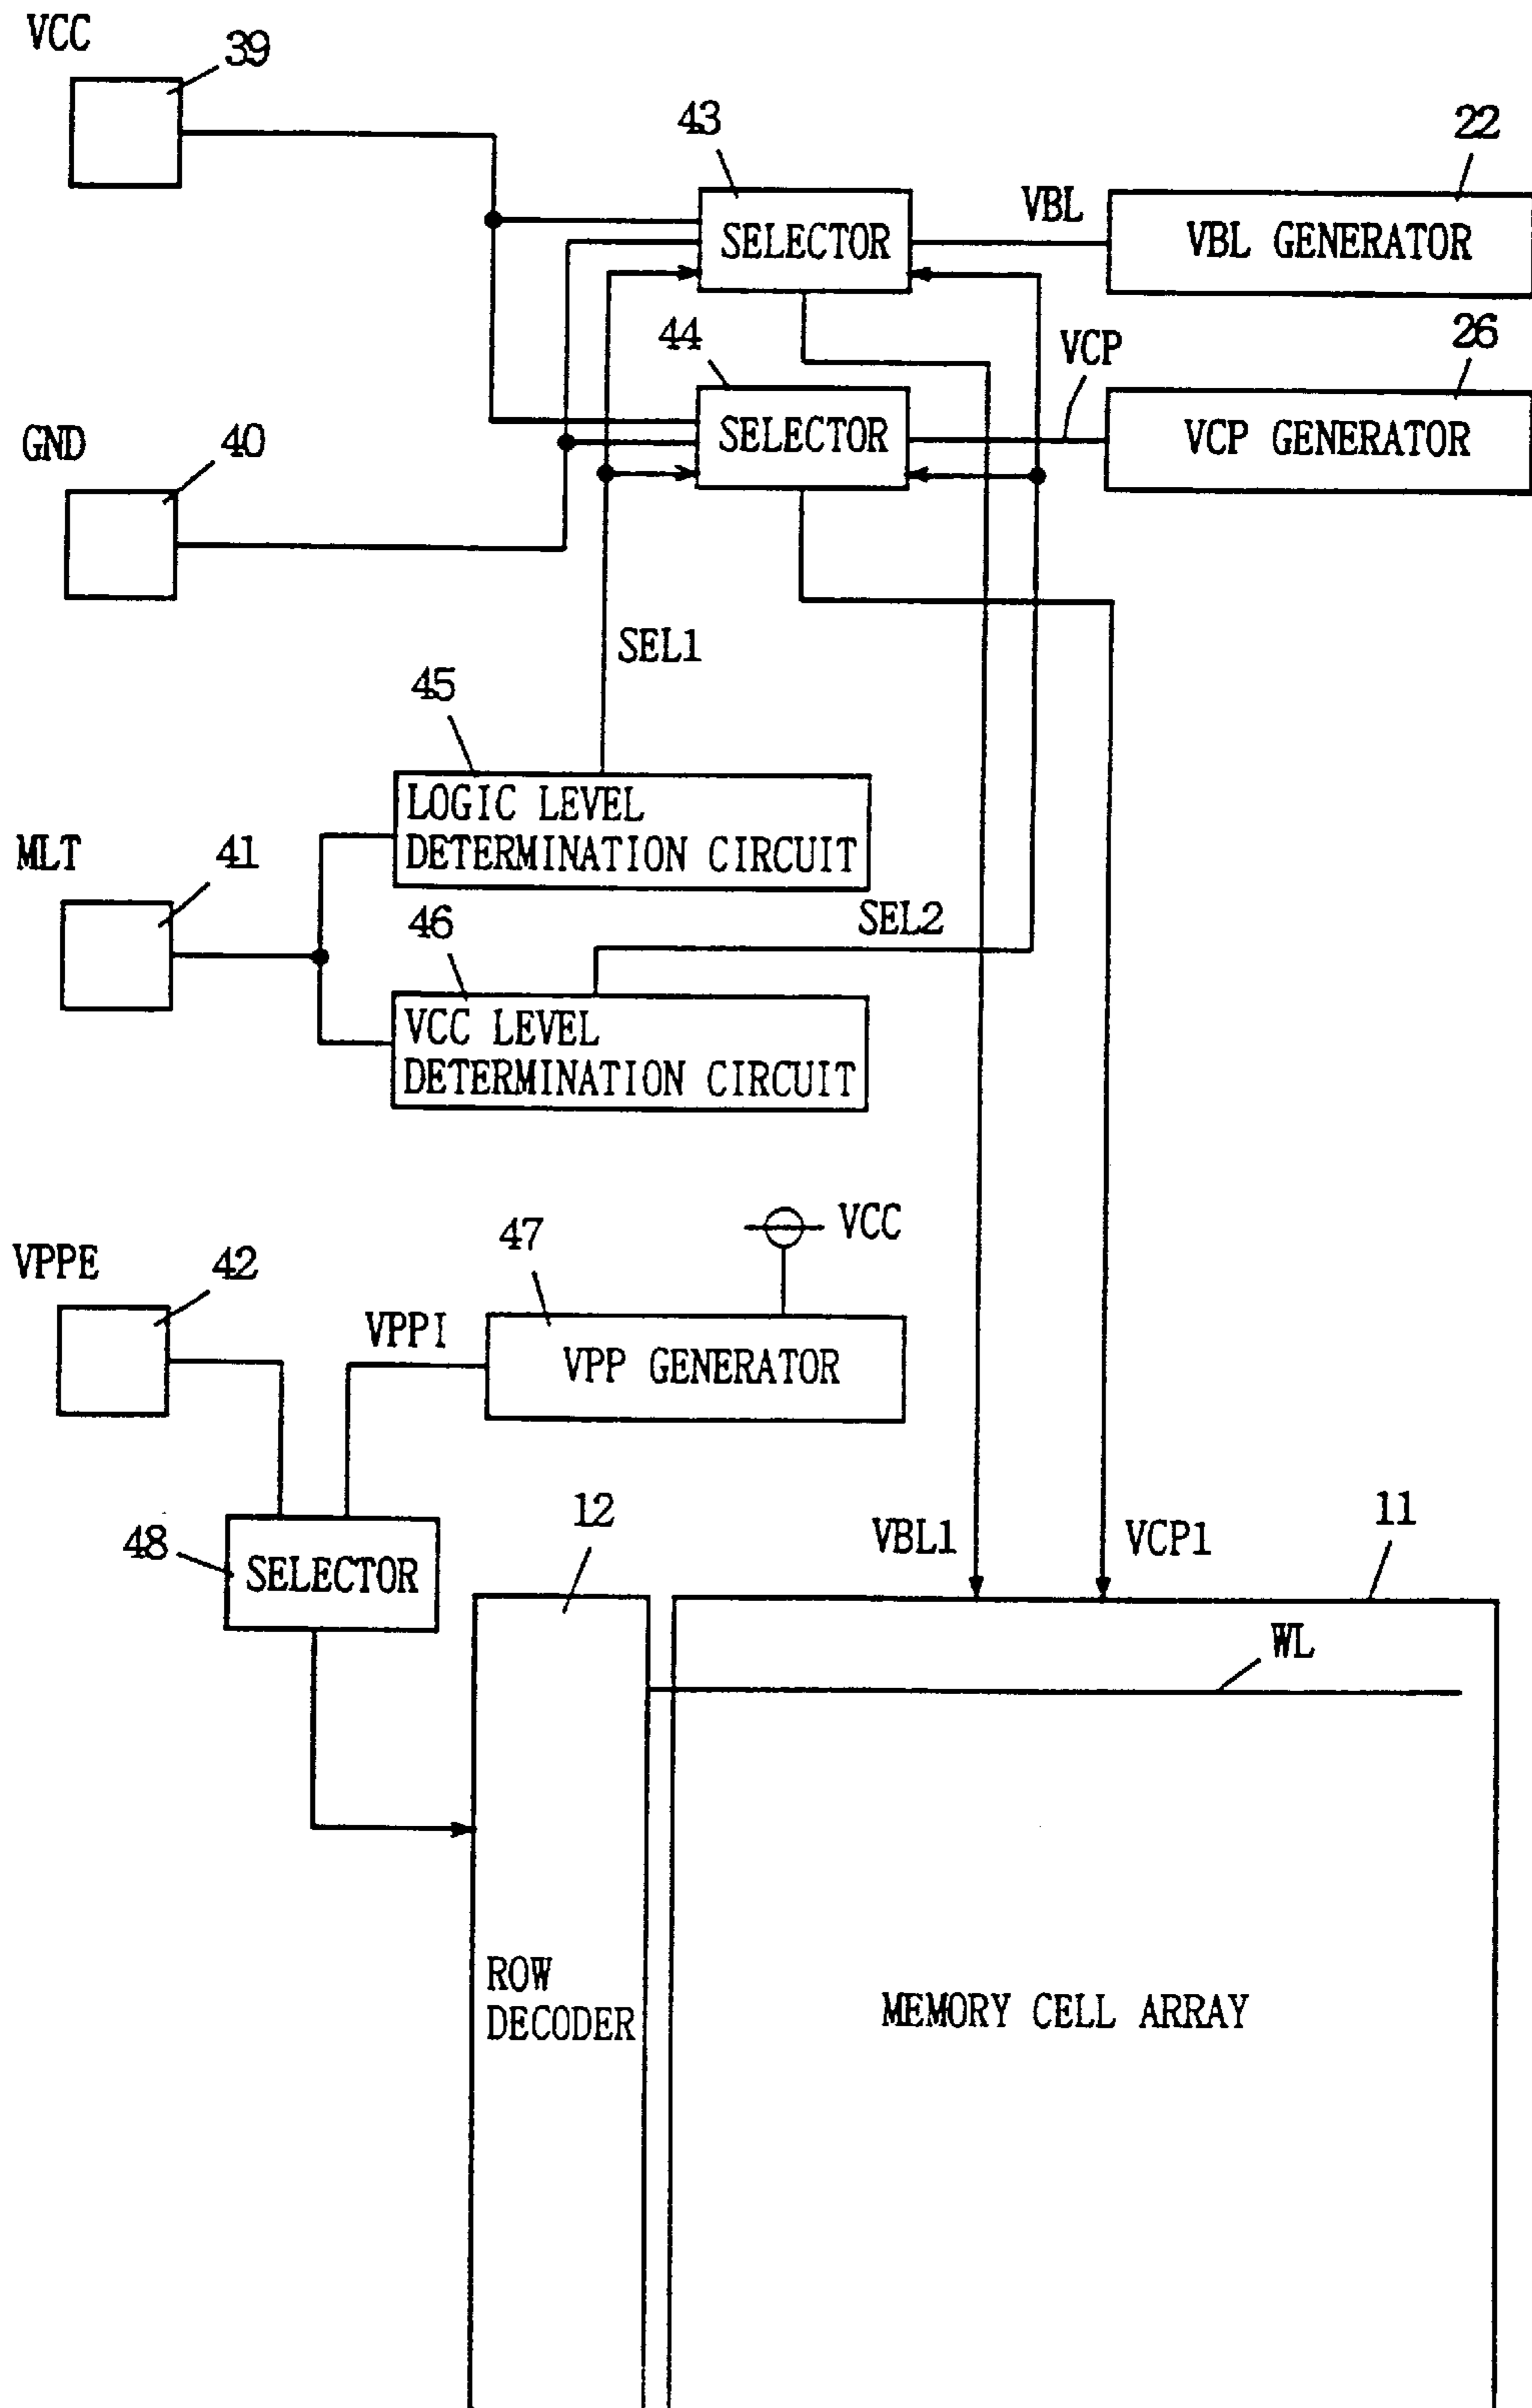 VCC
39
43
22
SELECTOR
VBL
VBL GENERATOR
44
VCP
26
SELECTOR
VCP GENERATOR
GND
40
SEL1
45
LOGIC LEVEL
DETERMINATION CIRCUIT
MLT
41
SEL2
46
VCC LEVEL
DETERMINATION CIRCUIT
VCC
VPPE
42
47
VPPI
VPP GENERATOR
12
11
48
SELECTOR
VBL1
VCP1
WL
ROW
DECODER
MEMORY CELL ARRAY